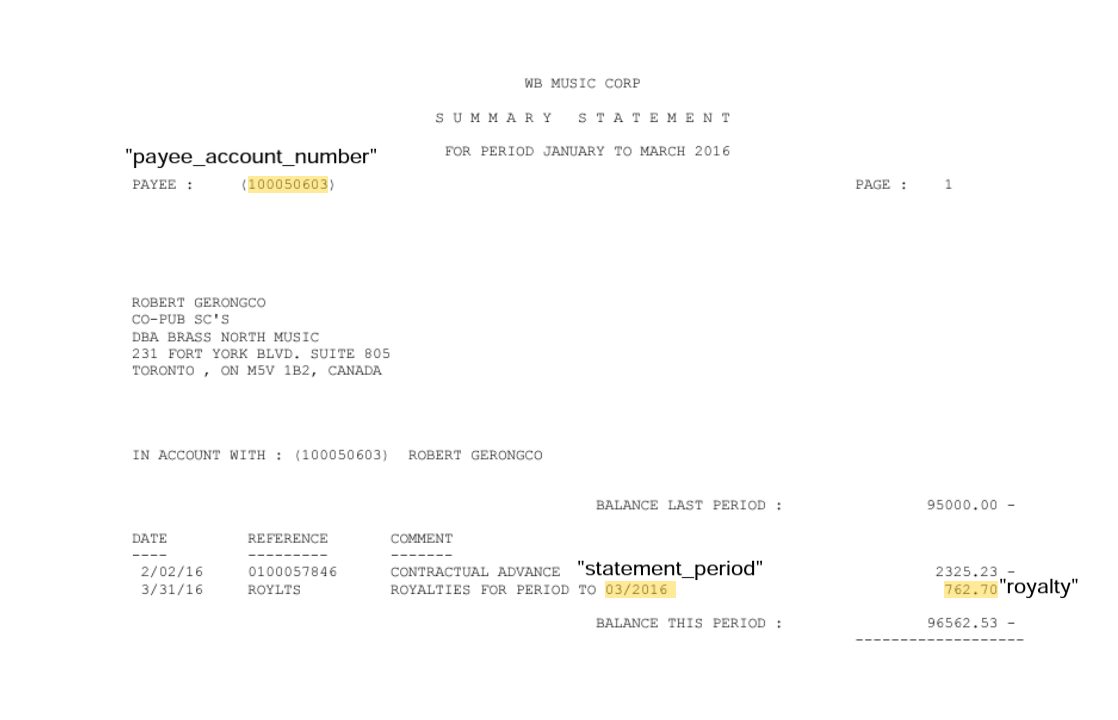 WB MUSIC CORP
S U M M A R Y   S T A T E M E N T
"payee_account_number" FOR PERIOD JANUARY TO MARCH 2016
PAYEE : (100050603) PAGE : 1
ROBERT GERONGCO
CO-PUB SC'S
DBA BRASS NORTH MUSIC
231 FORT YORK BLVD. SUITE 805
TORONTO , ON M5V 1B2, CANADA
IN ACCOUNT WITH : (100050603) ROBERT GERONGCO
BALANCE LAST PERIOD : 95000.00 -
DATE REFERENCE COMMENT
---- --------- -------
2/02/16 0100057846 CONTRACTUAL ADVANCE "statement_period" 2325.23 -
3/31/16 ROYLTS ROYALTIES FOR PERIOD TO 03/2016 762.70 "royalty"
BALANCE THIS PERIOD : 96562.53 -
-------------------